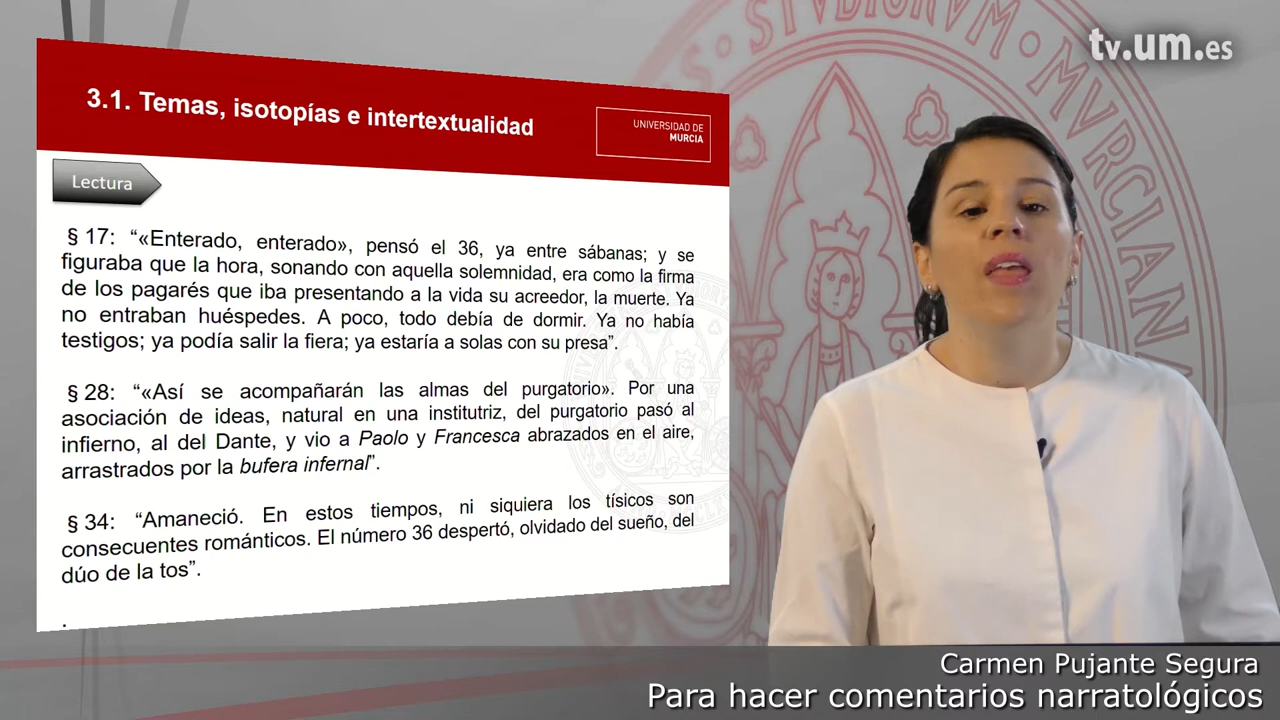 tv.um.es
3.1. Temas, isotopías e intertextualidad
UNIVERSIDAD DE
MURCIA
Lectura
§ 17: “«Enterado, enterado», pensó el 36, ya entre sábanas; y se
figuraba que la hora, sonando con aquella solemnidad, era como la firma
de los pagarés que iba presentando a la vida su acreedor, la muerte. Ya
no entraban huéspedes. A poco, todo debía de dormir. Ya no había
testigos; ya podía salir la fiera; ya estaría a solas con su presa”.
§ 28: “«Así se acompañarán las almas del purgatorio». Por una
asociación de ideas, natural en una institutriz, del purgatorio pasó al
infierno, al del Dante, y vio a Paolo y Francesca abrazados en el aire,
arrastrados por la bufera infernal”.
§ 34: “Amaneció. En estos tiempos, ni siquiera los tísicos son
consecuentes románticos. El número 36 despertó, olvidado del sueño, del
dúo de la tos”.
.
Carmen Pujante Segura
Para hacer comentarios narratológicos